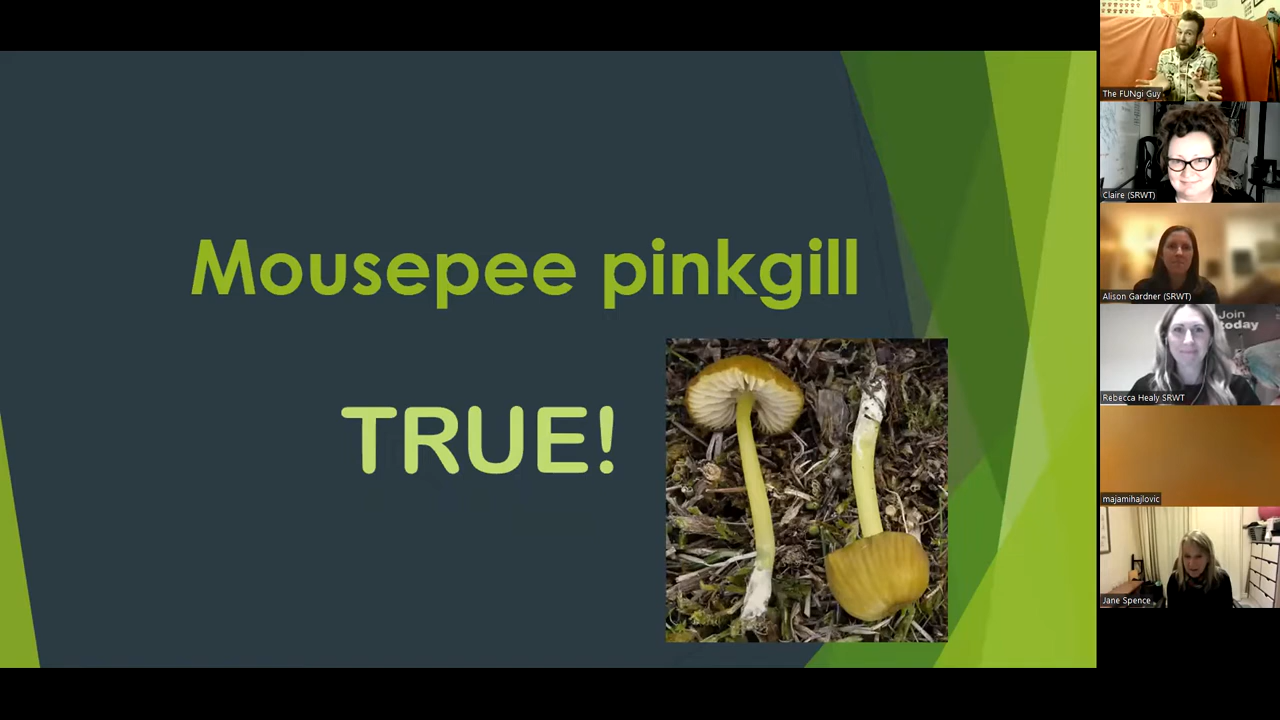 Mousepee pinkgill
TRUE!
The FUNgi Guy
Claire (SRWT)
Alison Gardner (SRWT)
Join
today
Rebecca Healy SRWT
majamihajlovic
Jane Spence